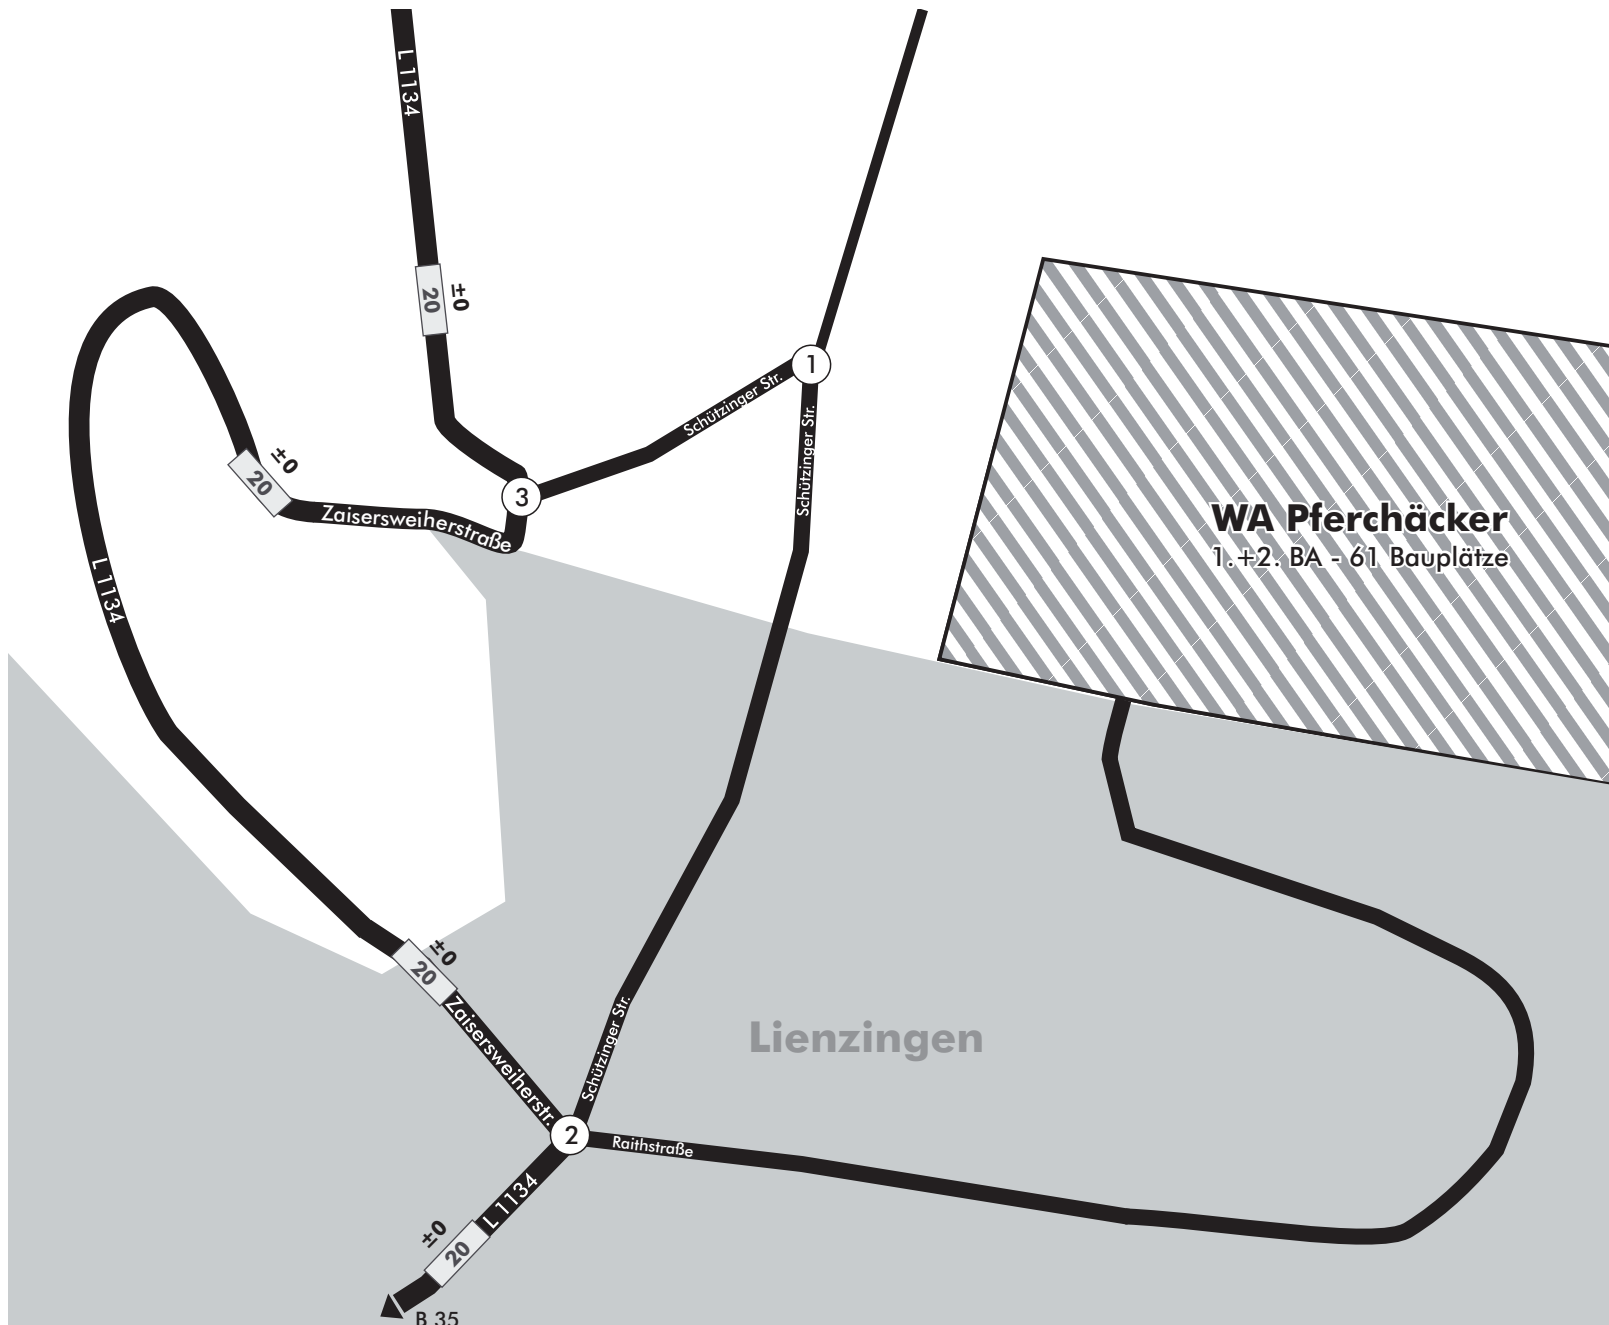 L 1134
20
±0
1
Schützinger Str.
Schützinger Str.
3
±0
20
Zaisersweiherstraße
WA Pferchäcker
1.+2. BA - 61 Bauplätze
L 1134
±0
20
Zaisersweiherstr.
Schützinger Str.
Lienzingen
2
Raithstraße
L 1134
±0
20
B 35